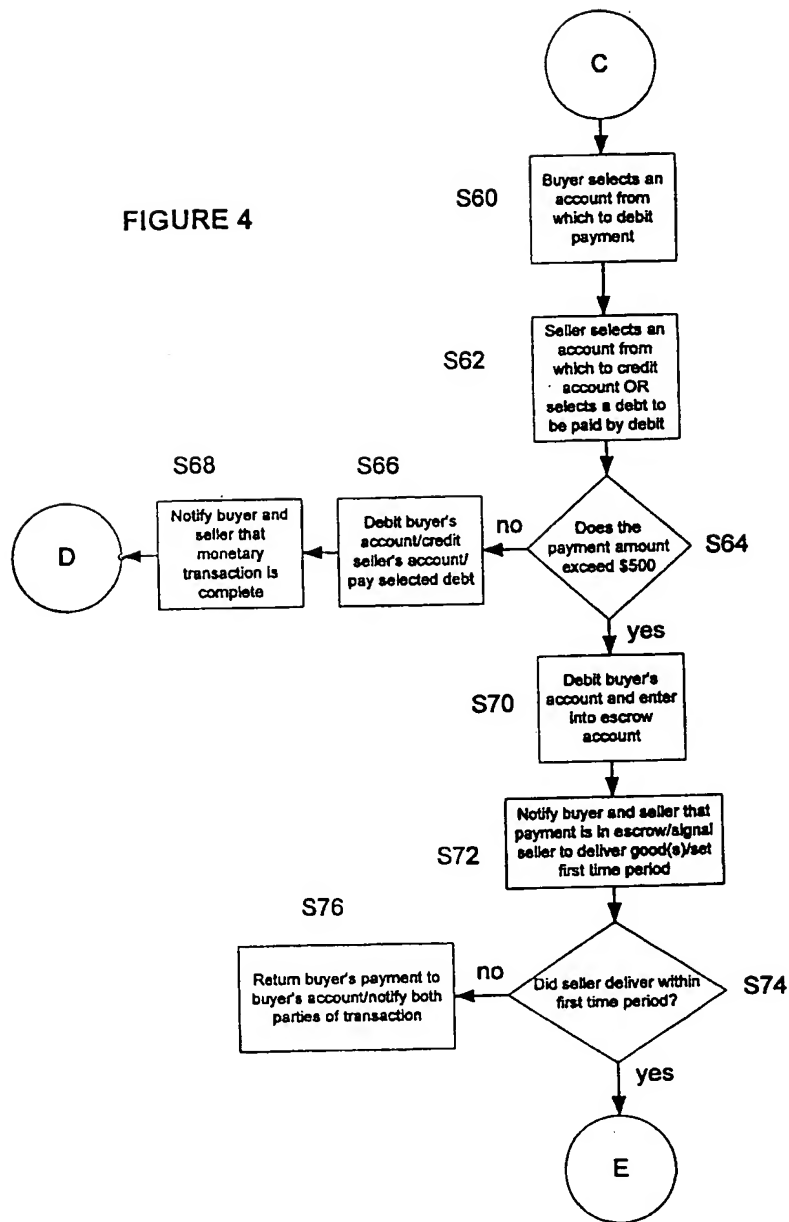 C
FIGURE 4
S60
Buyer selects an
account from
which to debit
payment
S62
Seller selects an
account from
which to credit
account OR
selects a debt to
be paid by debit
S68
S66
D
Notify buyer and
seller that
monetary
transaction is
complete
Debit buyer's
account/credit
seller's account/
pay selected debt
no
Does the
payment amount
exceed $500
S64
yes
S70
Debit buyer's
account and enter
into escrow
account
S72
Notify buyer and seller that
payment is in escrow/signal
seller to deliver good(s)/set
first time period
S76
Return buyer's payment to
buyer's account/notify both
parties of transaction
no
Did seller deliver within
first time period?
S74
yes
E